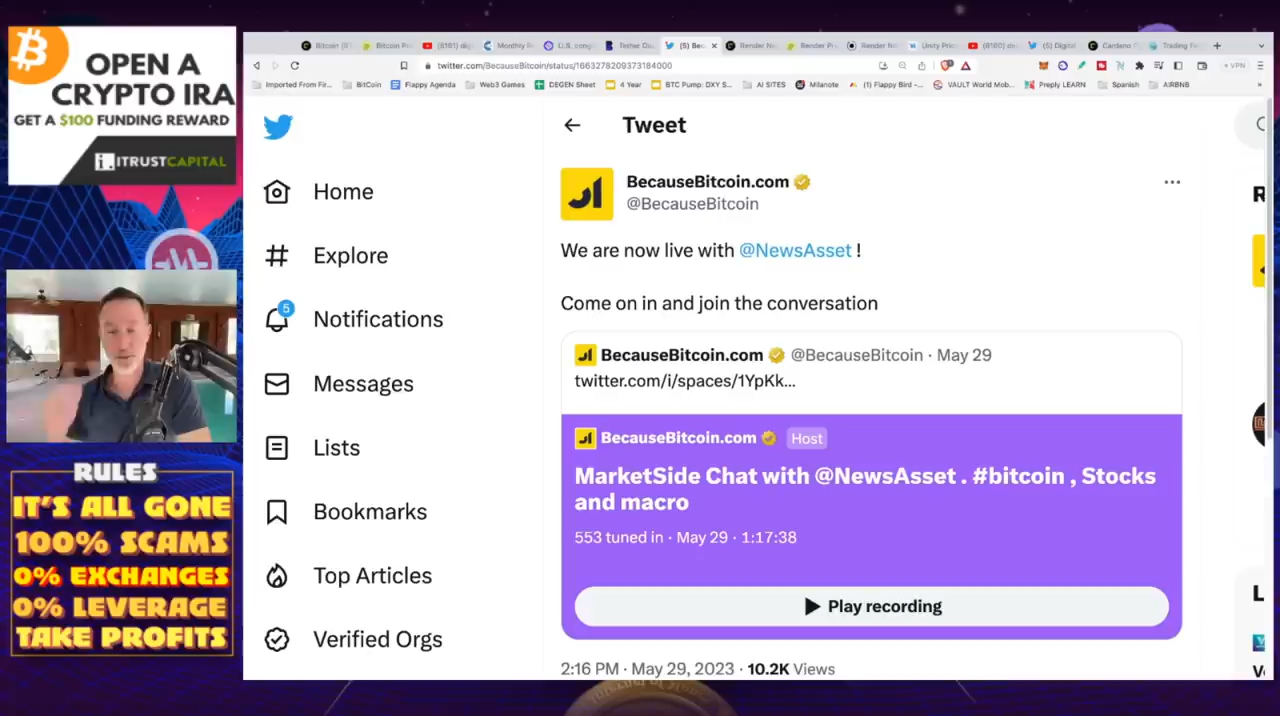 OPEN A
CRYPTO IRA
GET A $100 FUNDING REWARD
i. ITRUSTCAPITAL
RULES
IT'S ALL GONE
100% SCAMS
0% EXCHANGES
0% LEVERAGE
TAKE PROFITS
twitter.com/BecauseBitcoin/status/1663278209373184000
VPN
Imported From Fir... BitCoin Flappy Agenda Web3 Games DEGEN Sheet 4 Year BTC Pump: DXY S... AI SITES Milanote (1) Flappy Bird –... VAULT World Mob... Preply LEARN Spanish AIRBNB
Home
Explore
5
Notifications
Messages
Lists
Bookmarks
Top Articles
Verified Orgs
Tweet
BecauseBitcoin.com
@BecauseBitcoin
We are now live with @NewsAsset !
Come on in and join the conversation
BecauseBitcoin.com @BecauseBitcoin · May 29
twitter.com/i/spaces/1YpKk...
BecauseBitcoin.com Host
MarketSide Chat with @NewsAsset . #bitcoin , Stocks
and macro
553 tuned in · May 29 · 1:17:38
Play recording
2:16 PM · May 29, 2023 · 10.2K Views